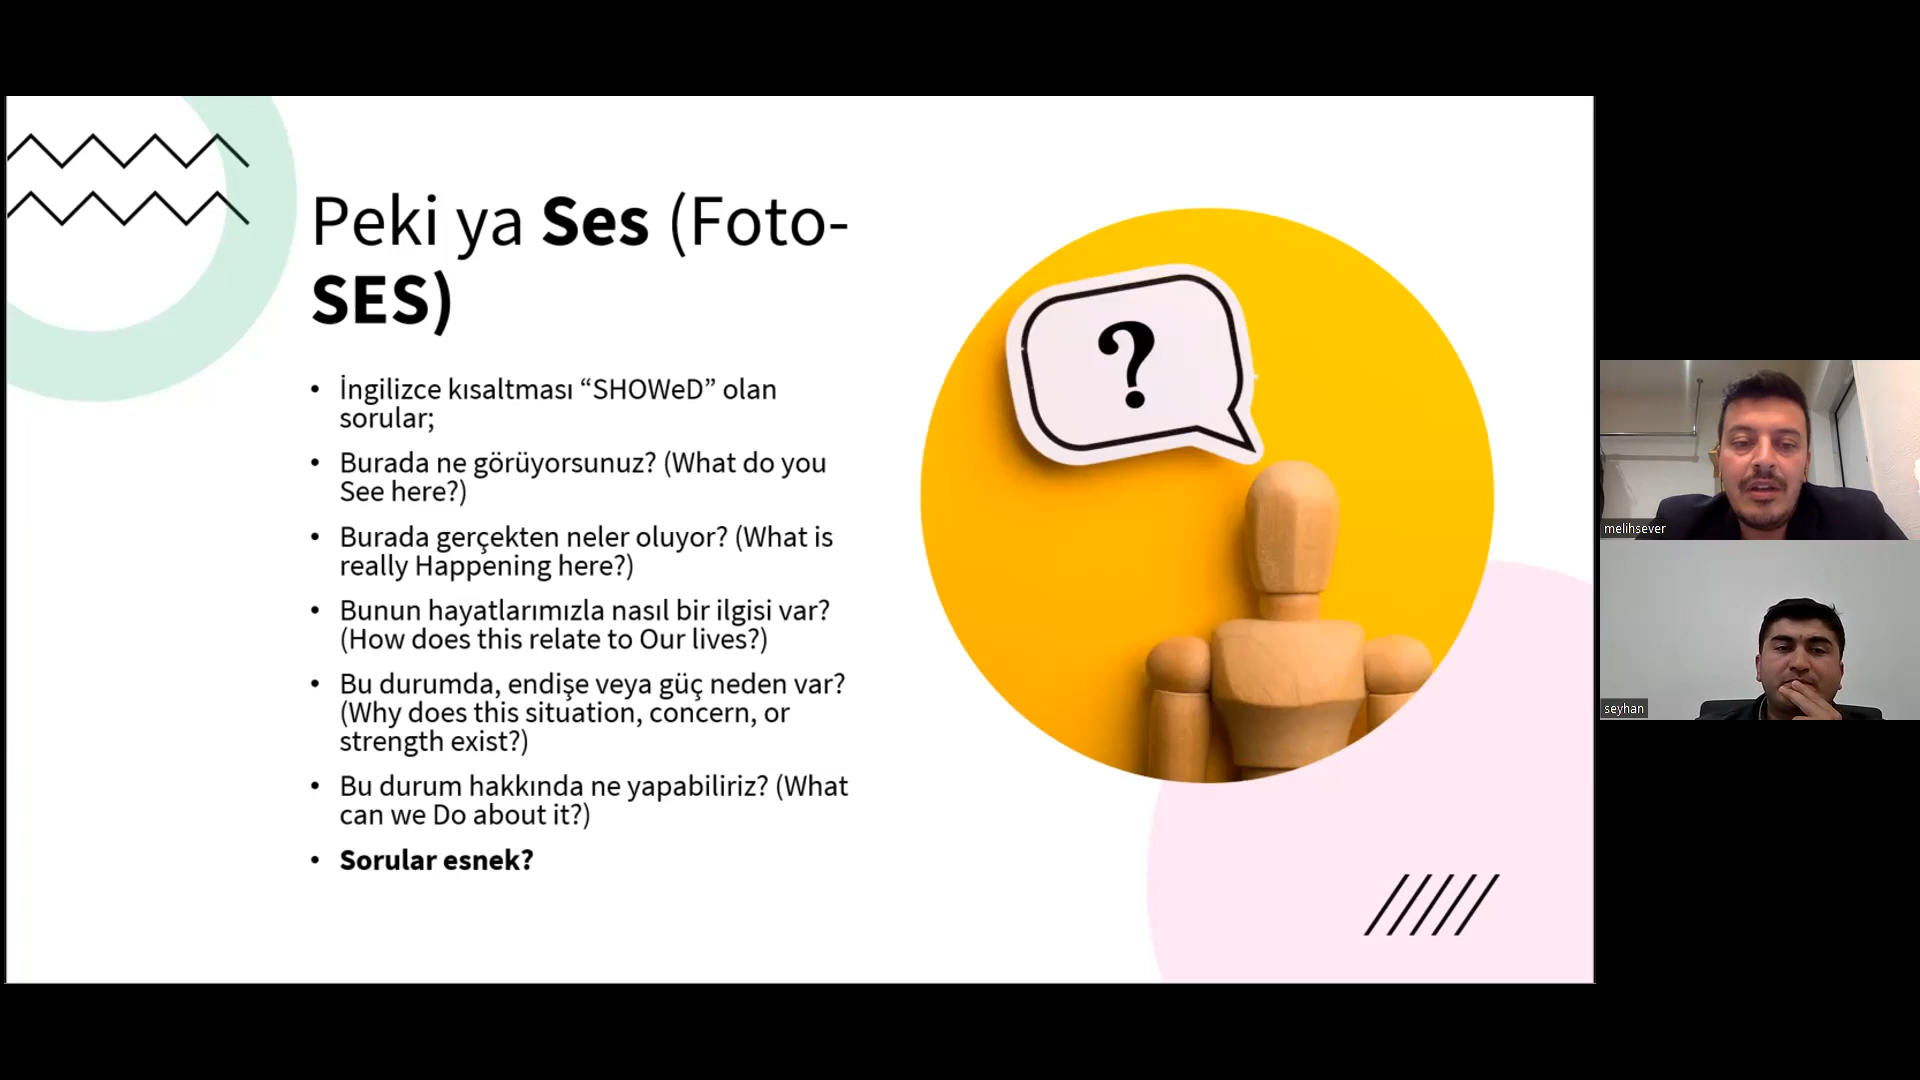 Peki ya Ses (Foto-
SES)
• İngilizce kısaltması “SHOWeD” olan
sorular;
• Burada ne görüyorsunuz? (What do you
See here?)
• Burada gerçekten neler oluyor? (What is
really Happening here?)
• Bunun hayatlarımızla nasıl bir ilgisi var?
(How does this relate to Our lives?)
• Bu durumda, endişe veya güç neden var?
(Why does this situation, concern, or
strength exist?)
• Bu durum hakkında ne yapabiliriz? (What
can we Do about it?)
• Sorular esnek?
?
melihsever
seyhan